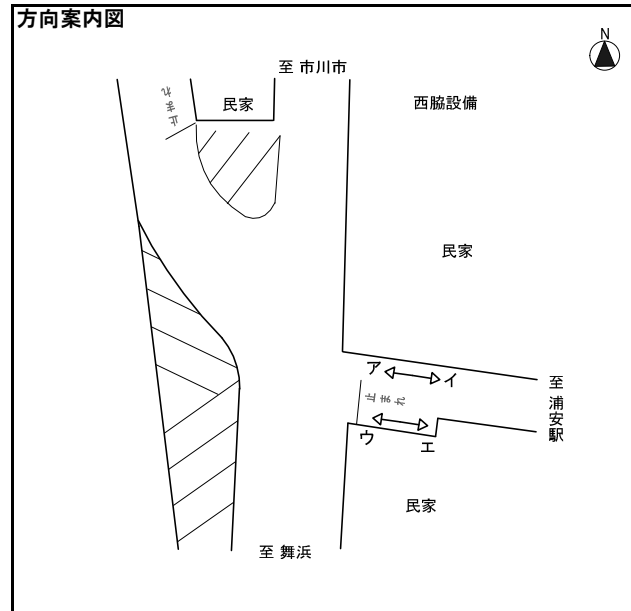 方向案内図
N
至 市川市
止まれ
民家
西脇設備
民家
ア
イ
止まれ
ウ
エ
至 浦安駅
民家
至 舞浜